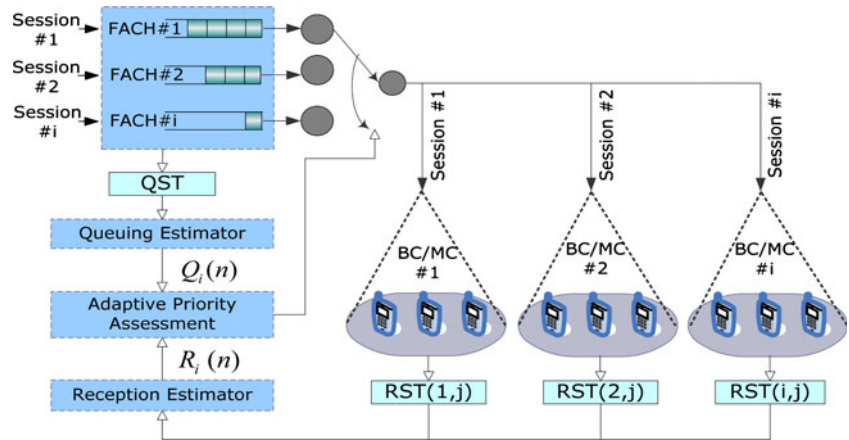 Session
#1
FACH#1
Session
#2
FACH#2
Session
#i
FACH#i
QST
Queuing Estimator
Q_i(n)
Adaptive Priority
Assessment
R_i(n)
Reception Estimator
Session #1
Session #2
Session #i
BC/MC
#1
BC/MC
#2
BC/MC
#i
RST(1,j)
RST(2,j)
RST(i,j)